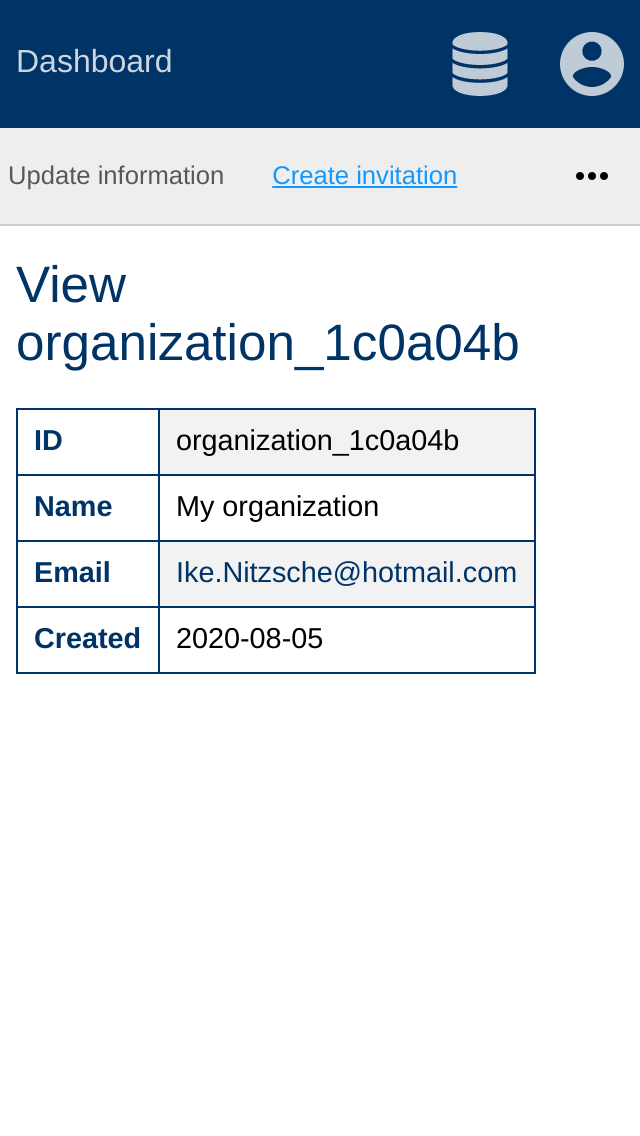 Dashboard
Update information Create invitation
View
organization_1c0a04b
ID organization_1c0a04b
Name My organization
Email Ike.Nitzsche@hotmail.com
Created 2020-08-05